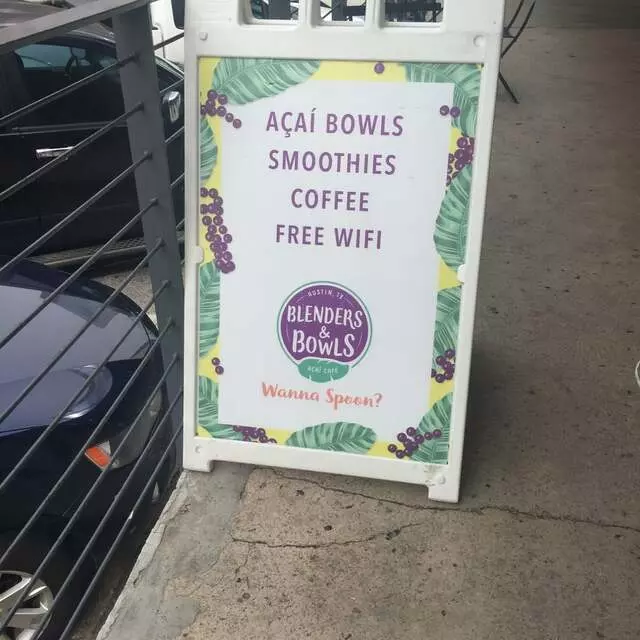 AÇAÍ BOWLS
SMOOTHIES
COFFEE
FREE WIFI
AUSTIN, TX
BLENDERS
&
BOWLS
AÇAÍ CAFE
Wanna Spoon?